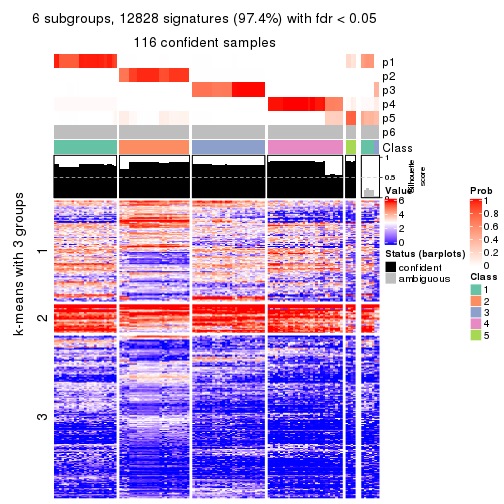 6 subgroups, 12828 signatures (97.4%) with fdr < 0.05
116 confident samples
p1
p2
p3
p4
p5
p6
Class
1
0.5
0
Silhouette
score
k-means with 3 groups
1
2
3
Value
6
4
2
0
Status (barplots)
confident
ambiguous
Prob
1
0.8
0.6
0.4
0.2
0
Class
1
2
3
4
5